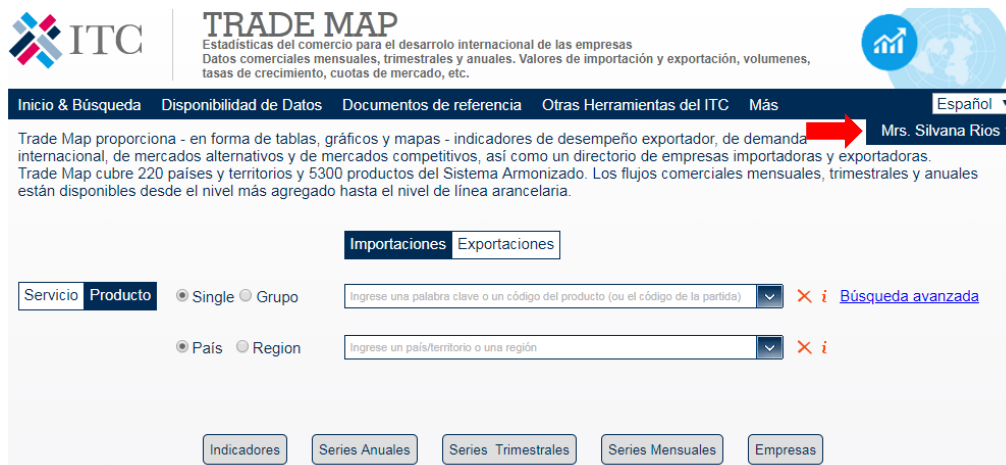 ITC
TRADE MAP
Estadísticas del comercio para el desarrolo internacional de las empresas
Datos comerciales mensuales, trimestrales y anuales. Valores de importación y exportación, volumenes,
tasas de crecimiento, cuotas de mercado, etc.
Inicio & Búsqueda Disponibilidad de Datos Documentos de referencia Otras Herramientas del ITC Más Español
Mrs. Silvana Rios
Trade Map proporciona - en forma de tablas, gráficos y mapas - indicadores de desempeño exportador, de demanda
internacional, de mercados alternativos y de mercados competitivos, así como un directorio de empresas importadoras y exportadoras.
Trade Map cubre 220 países y territorios y 5300 productos del Sistema Armonizado. Los flujos comerciales mensuales, trimestrales y anuales
están disponibles desde el nivel más agregado hasta el nivel de línea arancelaria.
Importaciones Exportaciones
Servicio Producto Single Grupo Ingrese una palabra clave o un código del producto (ou el código de la partida) i Búsqueda avanzada
País Region Ingrese un país/territorio o una región i
Indicadores Series Anuales Series Trimestrales Series Mensuales Empresas